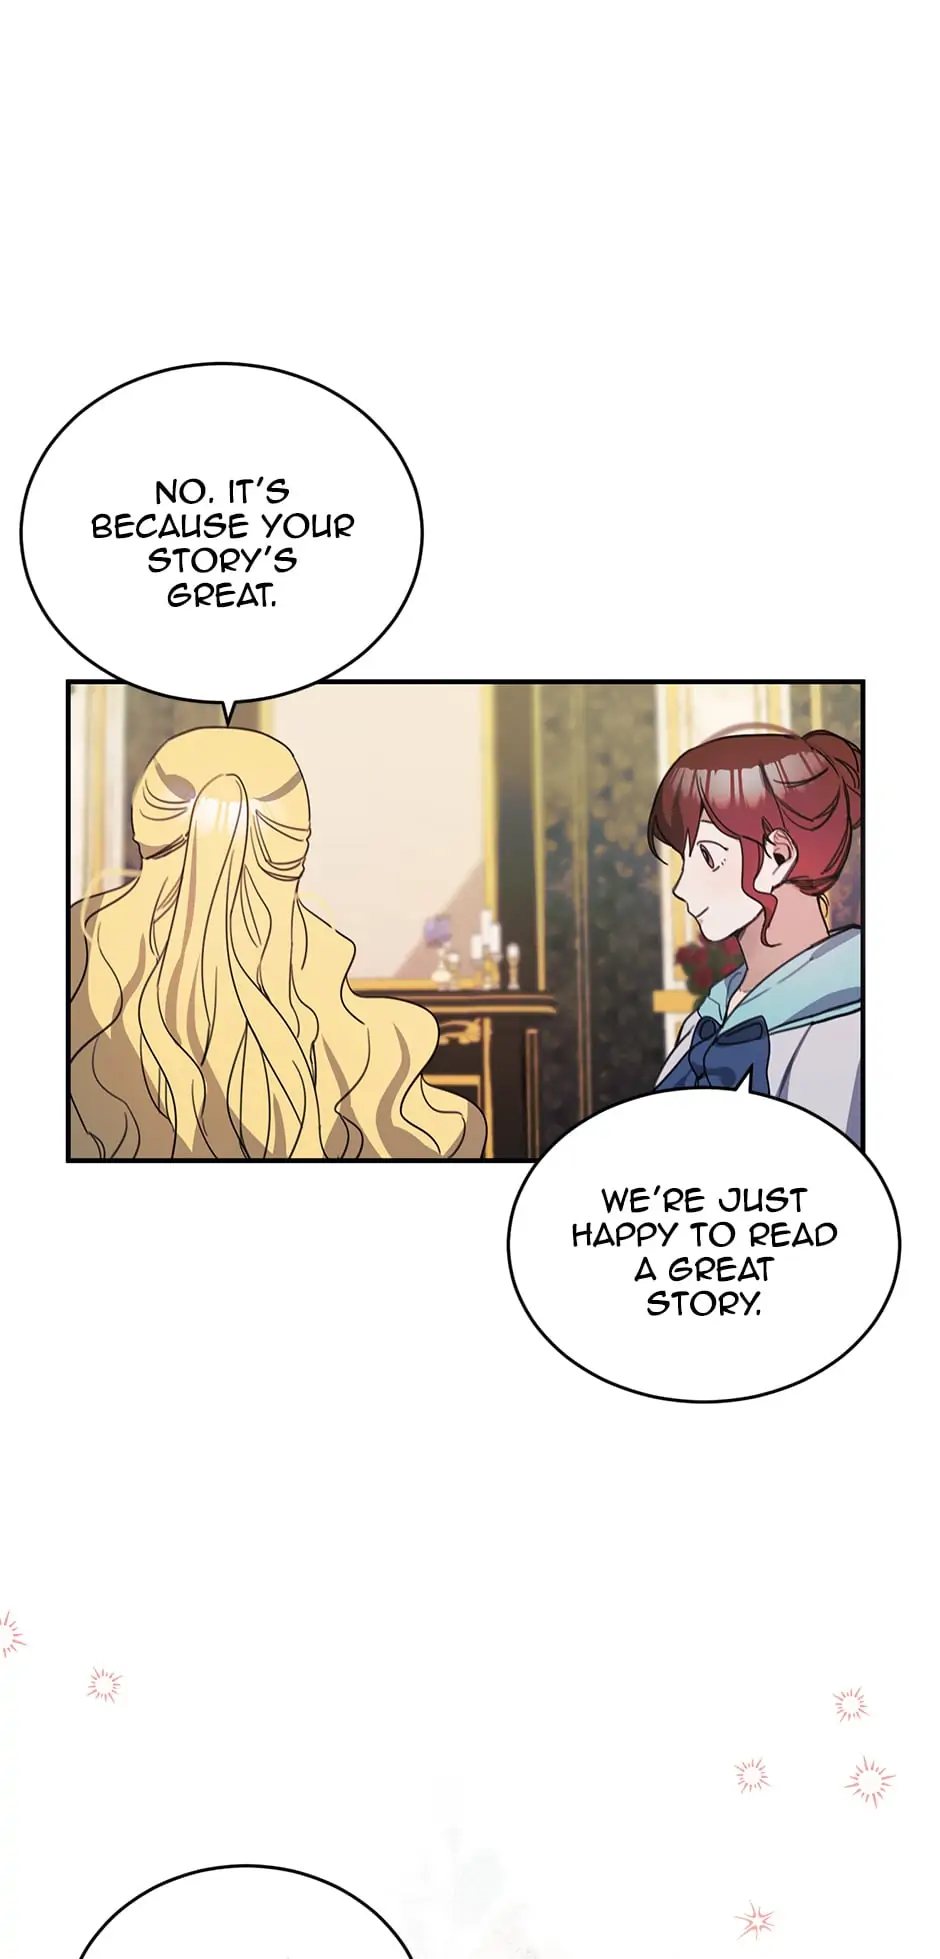 NO. IT'S
BECAUSE YOUR
STORY'S
GREAT.
WE'RE JUST
HAPPY TO READ
A GREAT
STORY.